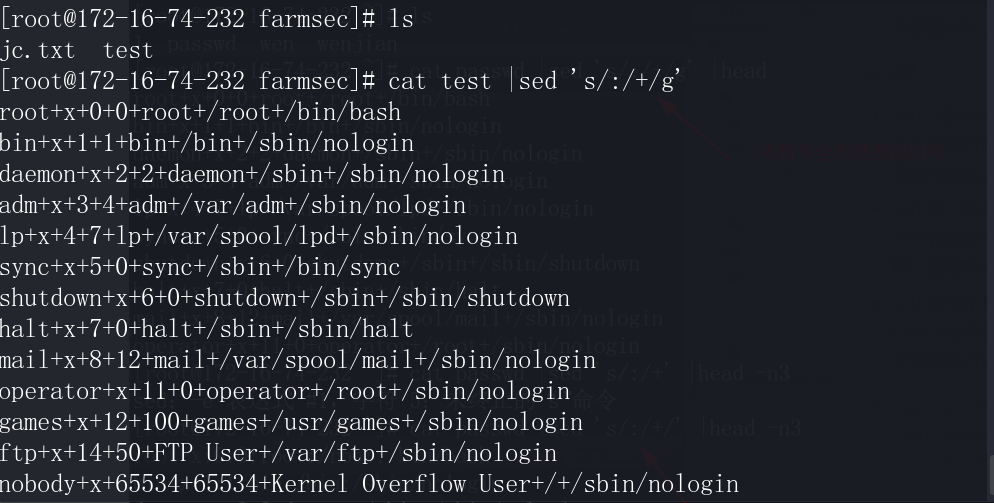 [root@172-16-74-232 farmsec]# ls
jc.txt  test
[root@172-16-74-232 farmsec]# cat test |sed 's/:/+/g'
root+x+0+0+root+/root+/bin/bash
bin+x+1+1+bin+/bin+/sbin/nologin
daemon+x+2+2+daemon+/sbin+/sbin/nologin
adm+x+3+4+adm+/var/adm+/sbin/nologin
lp+x+4+7+lp+/var/spool/lpd+/sbin/nologin
sync+x+5+0+sync+/sbin+/bin/sync
shutdown+x+6+0+shutdown+/sbin+/sbin/shutdown
halt+x+7+0+halt+/sbin+/sbin/halt
mail+x+8+12+mail+/var/spool/mail+/sbin/nologin
operator+x+11+0+operator+/root+/sbin/nologin
games+x+12+100+games+/usr/games+/sbin/nologin
ftp+x+14+50+FTP User+/var/ftp+/sbin/nologin
nobody+x+65534+65534+Kernel Overflow User+/+/sbin/nologin